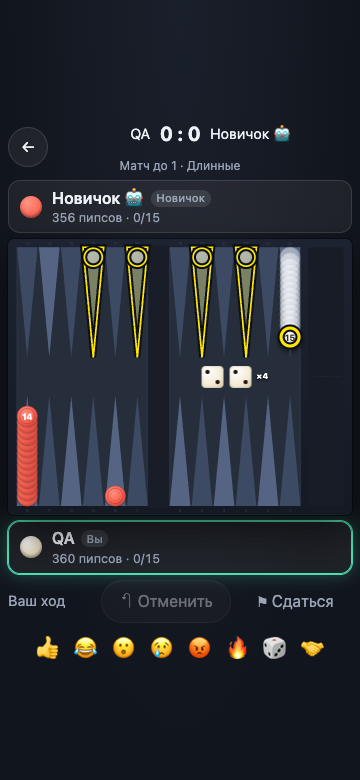 QA 0:0 Новичок
Матч до 1 · Длинные
Новичок Новичок
356 пипсов · 0/15
15
×4
14
QA Вы
360 пипсов · 0/15
Ваш ход Отменить Сдаться